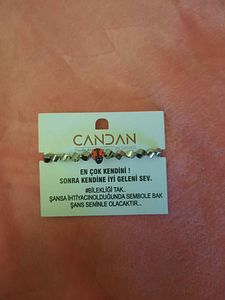 CANDAN
EN ÇOK KENDİNİ !
SONRA KENDİNE İYİ GELENİ SEV.
#BİLEKLİĞİ TAK..
ŞANSA İHTİYACIN OLDUĞUNDA SEMBOLE BAK
ŞANS SENİNLE OLACAKTIR...